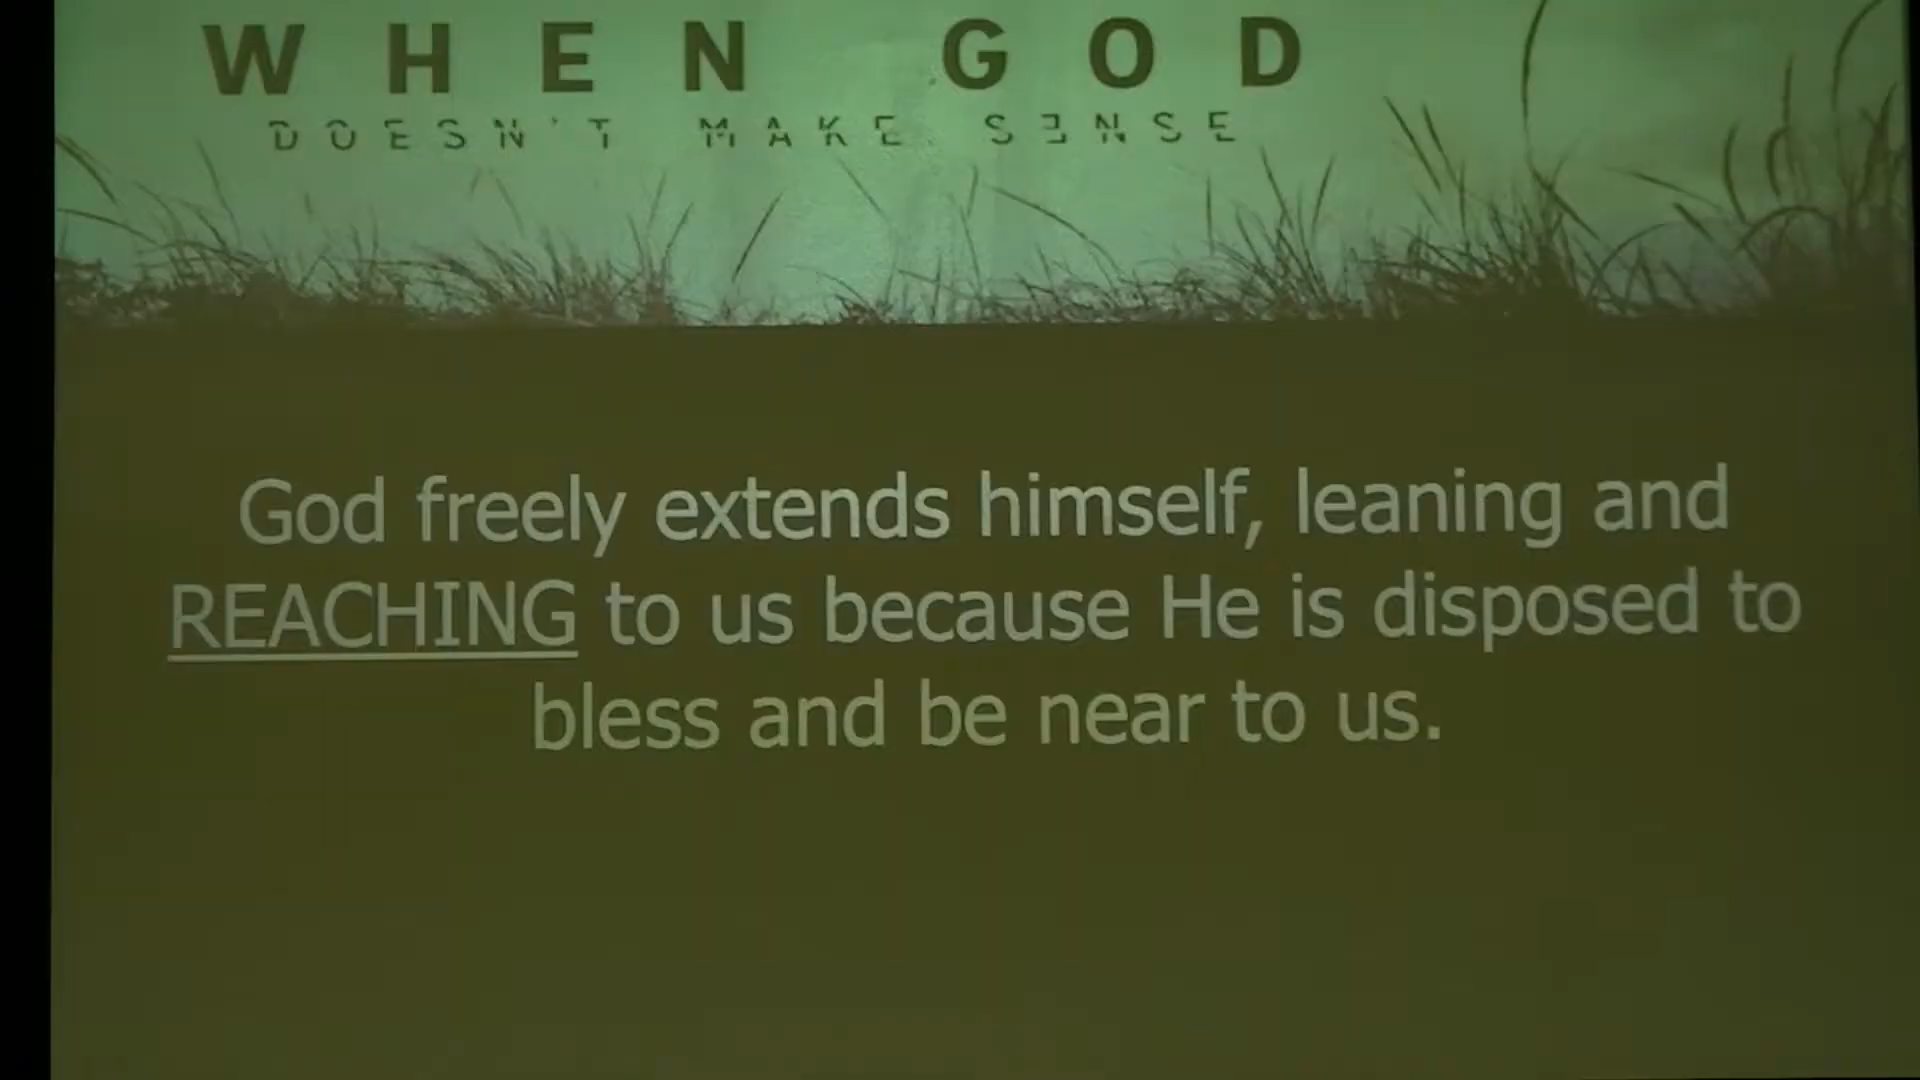 WHEN GOD
DOESN'T MAKE SENSE
God freely extends himself, leaning and
REACHING to us because He is disposed to
bless and be near to us.